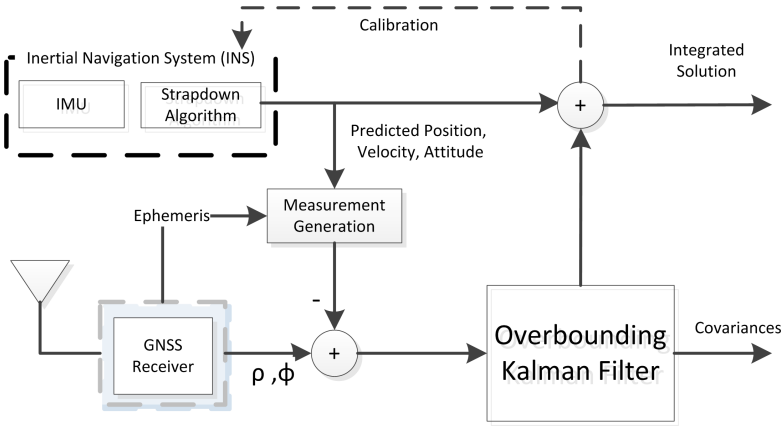 Calibration
Inertial Navigation System (INS)
Integrated
Solution
IMU
Strapdown
Algorithm
+
Predicted Position,
Velocity, Attitude
Ephemeris
Measurement
Generation
-
GNSS
Receiver
ρ ,ϕ
+
Overbounding
Kalman Filter
Covariances